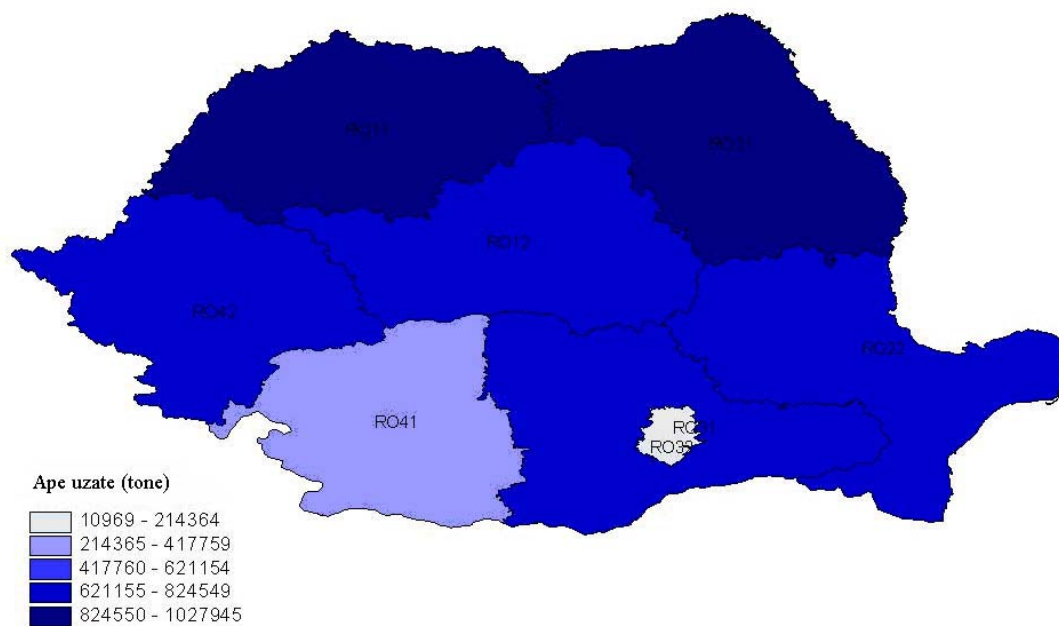 RO11
RO21
RO12
RO42
RO22
RO41
RO31
RO32
Ape uzate (tone)
10969 - 214364
214365 - 417759
417760 - 621154
621155 - 824549
824550 - 1027945